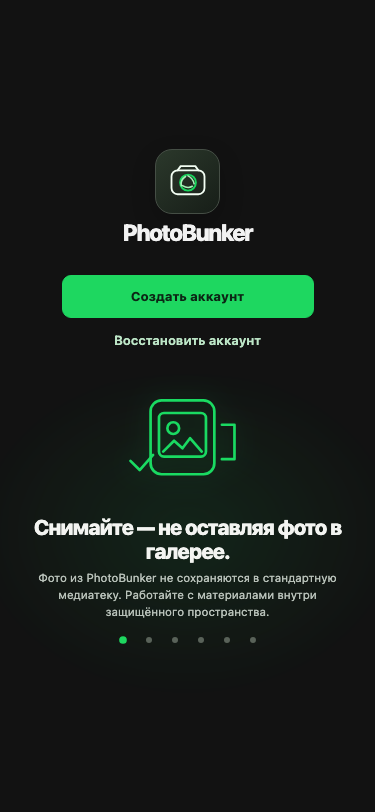 PhotoBunker
Создать аккаунт
Восстановить аккаунт
Снимайте — не оставляя фото в
галерее.
Фото из PhotoBunker не сохраняются в стандартную
медиатеку. Работайте с материалами внутри
защищённого пространства.